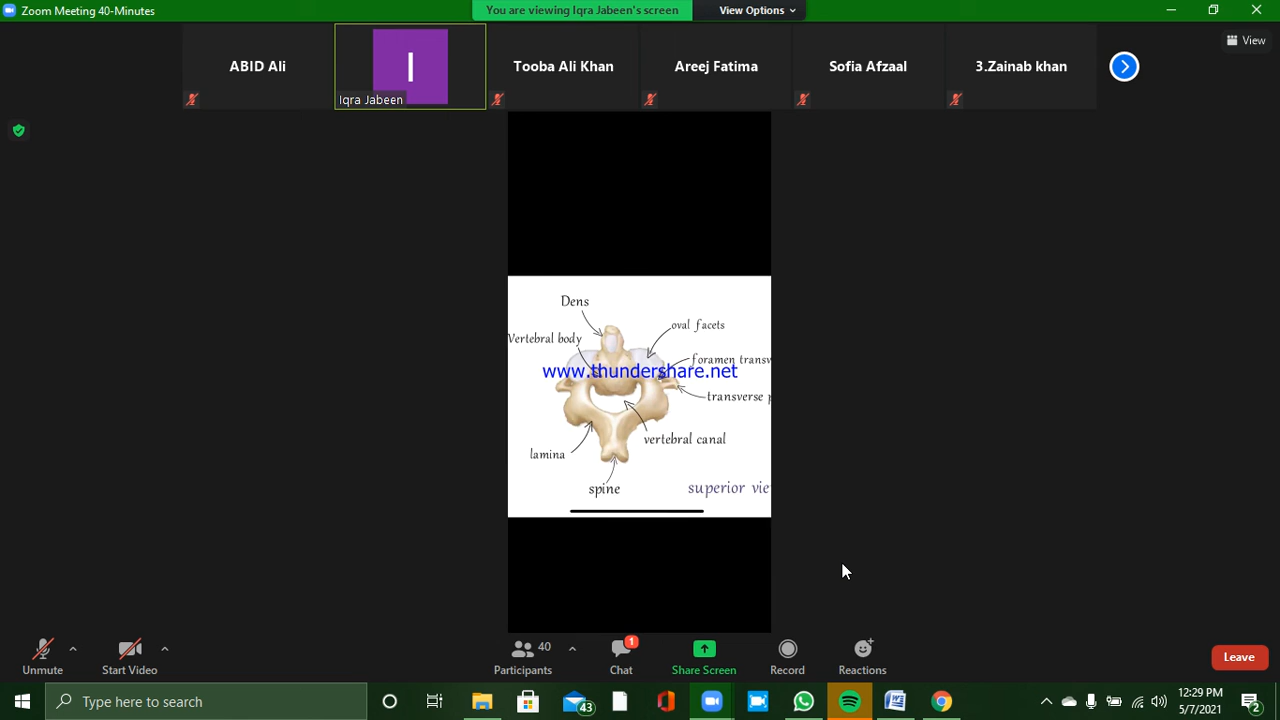 Zoom Meeting 40-Minutes
You are viewing Iqra Jabeen's screen
View Options
View
ABID Ali
I
Iqra Jabeen
Tooba Ali Khan
Areej Fatima
Sofia Afzaal
3.Zainab khan
Dens
oval facets
Vertebral body
foramen transv
www.thundershare.net
transverse p
vertebral canal
lamina
spine
superior vie
Unmute
Start Video
40
Participants
1
Chat
Share Screen
Record
Reactions
Leave
Type here to search
43
12:29 PM
5/7/2021
2